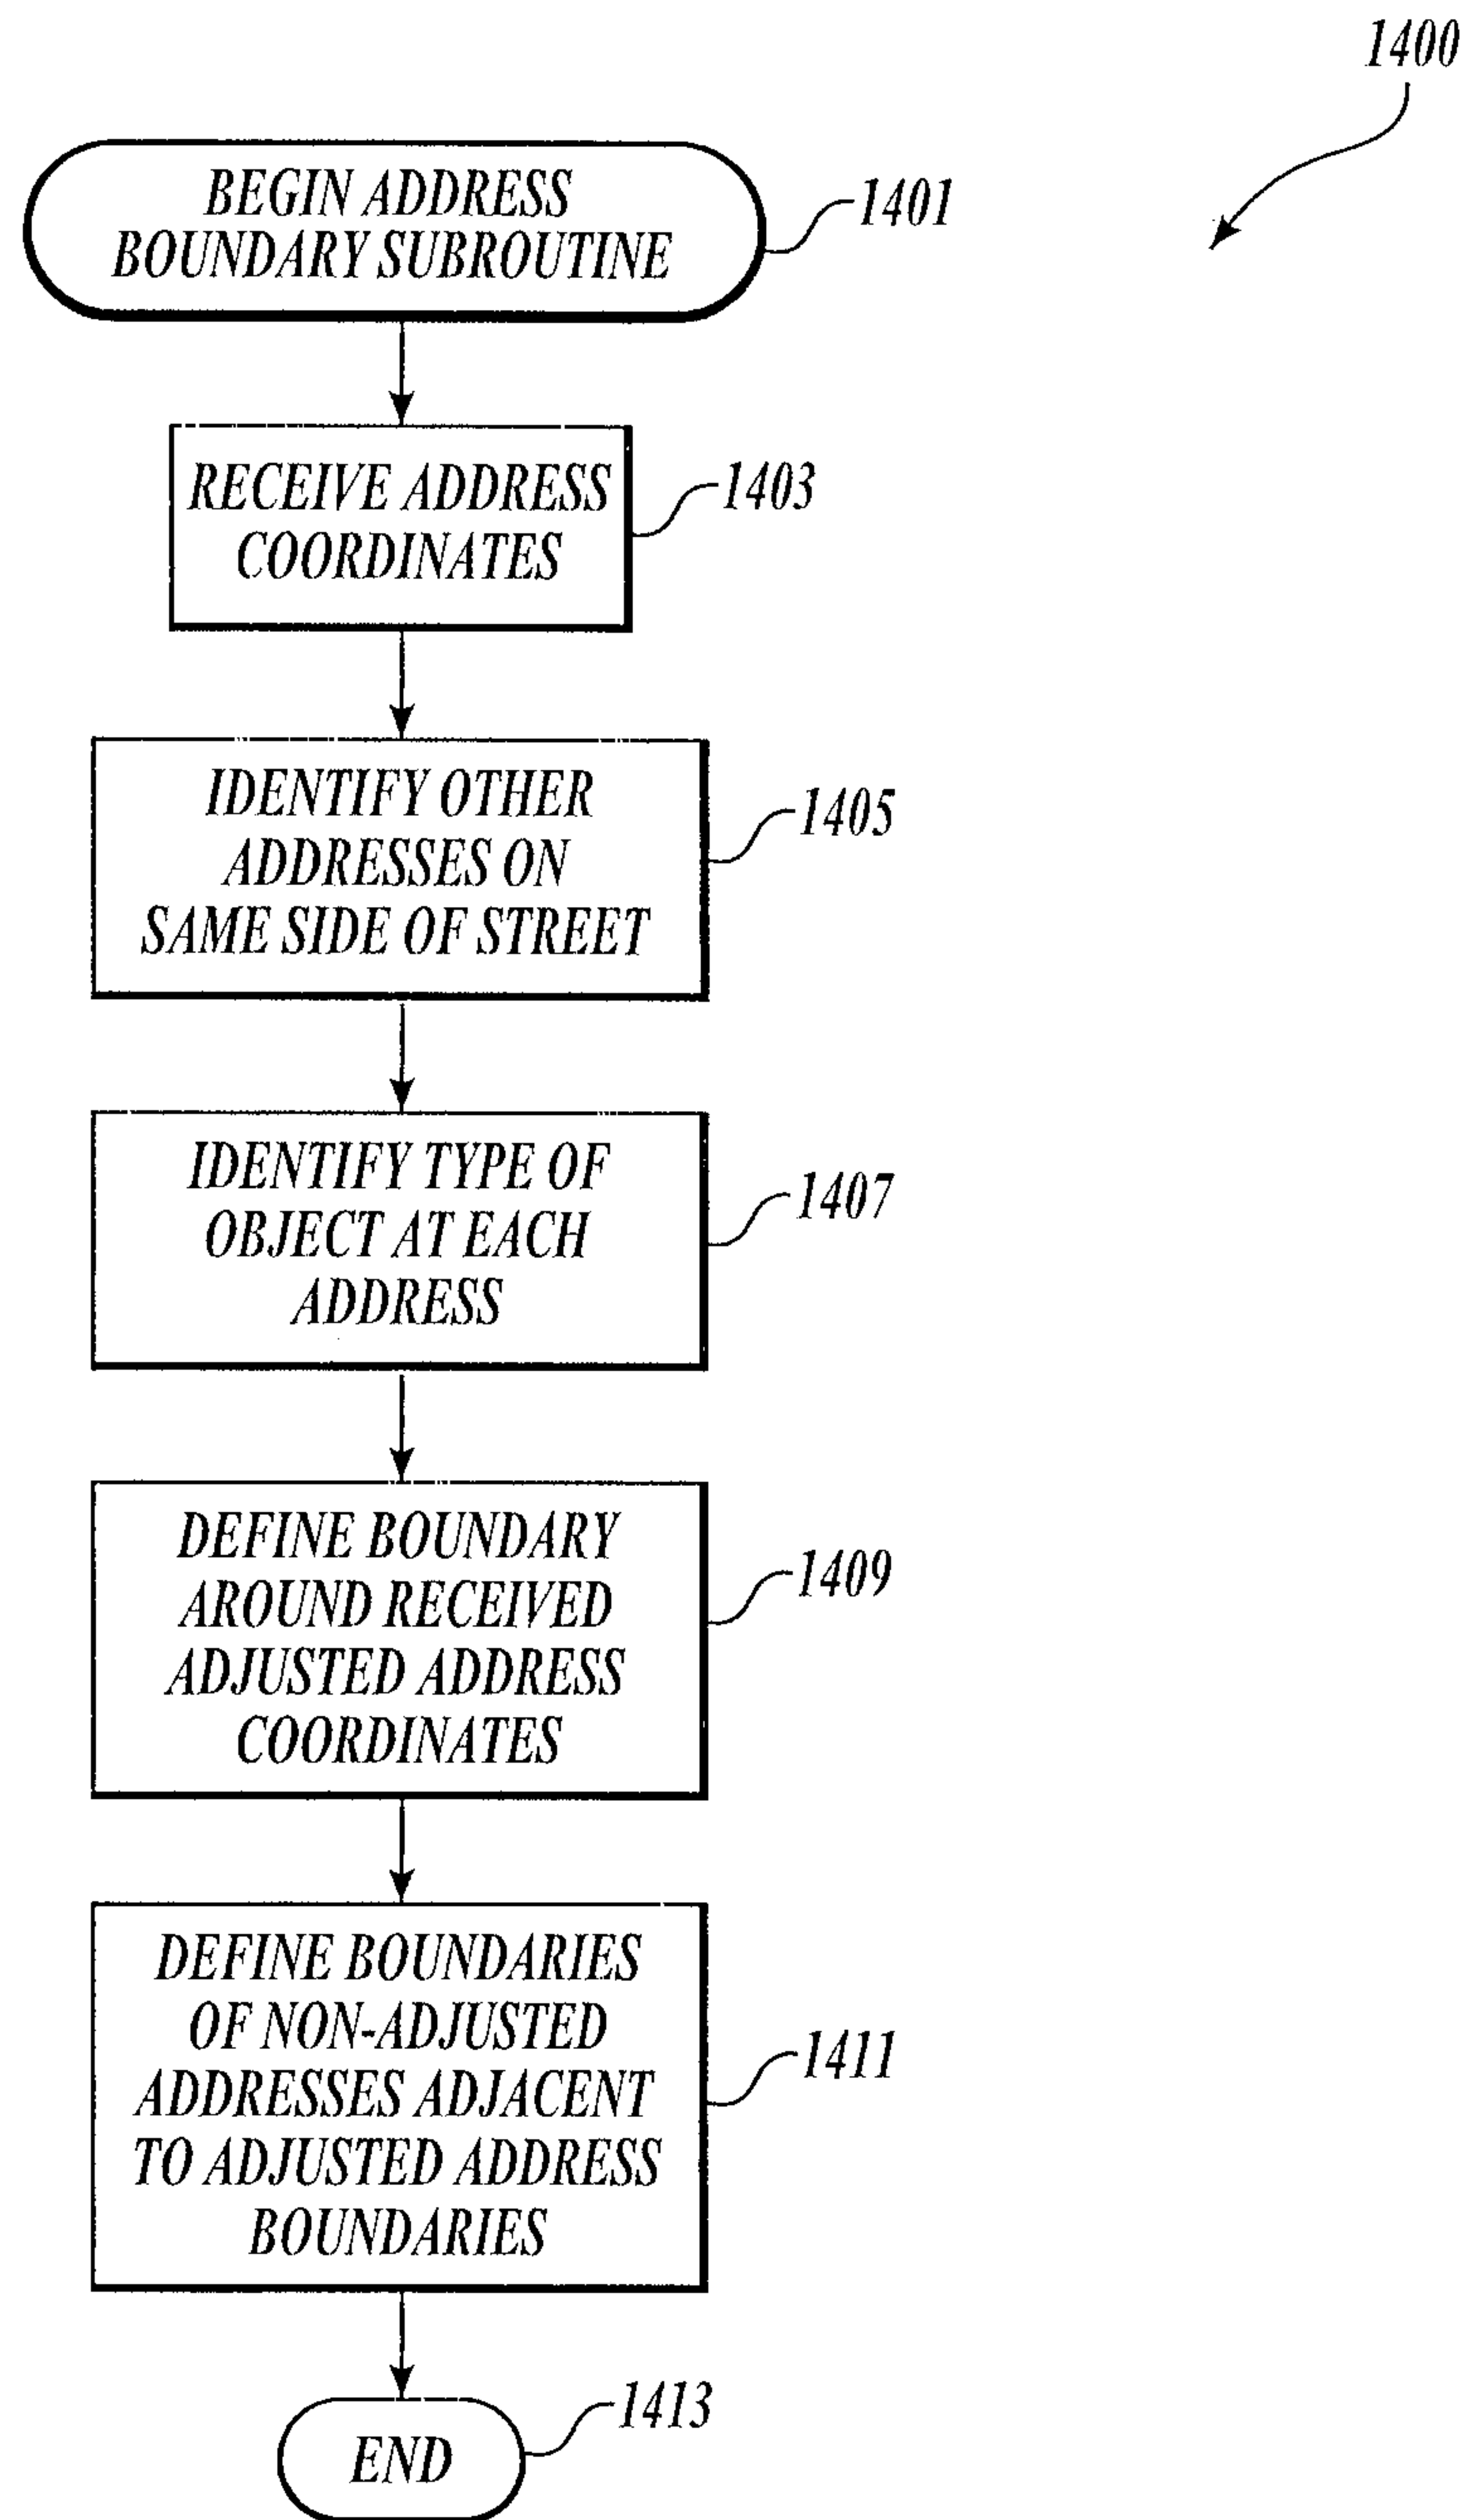 1400
BEGIN ADDRESS
BOUNDARY SUBROUTINE
1401
RECEIVE ADDRESS
COORDINATES
1403
IDENTIFY OTHER
ADDRESSES ON
SAME SIDE OF STREET
1405
IDENTIFY TYPE OF
OBJECT AT EACH
ADDRESS
1407
DEFINE BOUNDARY
AROUND RECEIVED
ADJUSTED ADDRESS
COORDINATES
1409
DEFINE BOUNDARIES
OF NON-ADJUSTED
ADDRESSES ADJACENT
TO ADJUSTED ADDRESS
BOUNDARIES
1411
END
1413